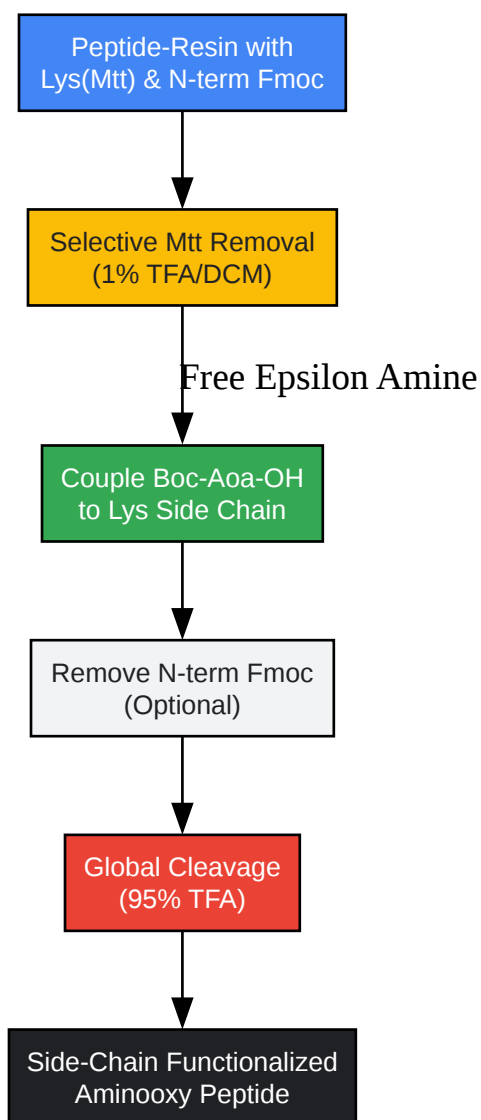 Peptide-Resin with
Lys(Mtt) & N-term Fmoc
Selective Mtt Removal
(1% TFA/DCM)
Free Epsilon Amine
Couple Boc-Aoa-OH
to Lys Side Chain
Remove N-term Fmoc
(Optional)
Global Cleavage
(95% TFA)
Side-Chain Functionalized
Aminooxy Peptide